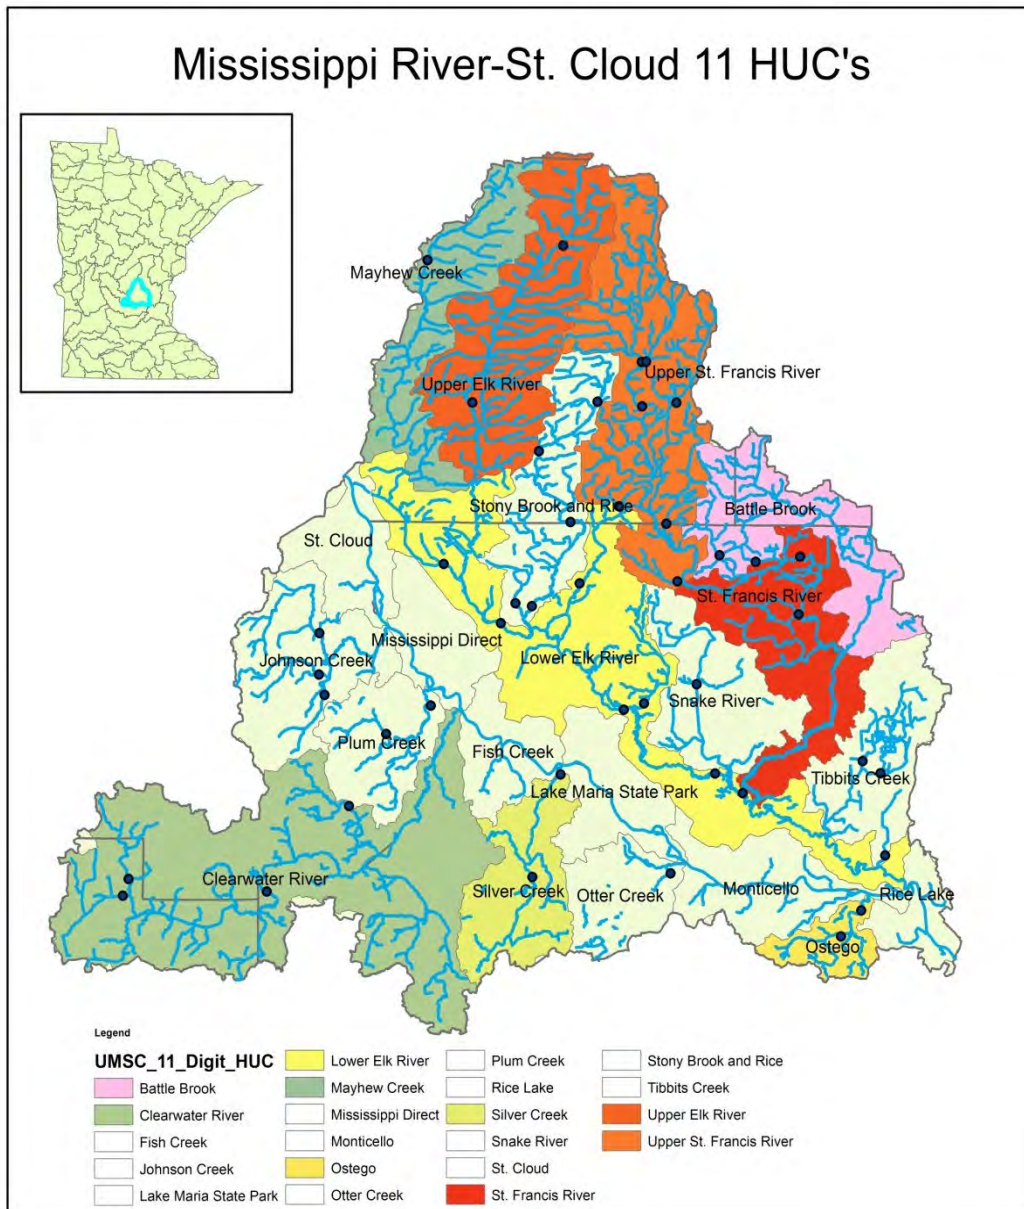 Mississippi River-St. Cloud 11 HUC's
Mayhew Creek
Upper Elk River
Upper St. Francis River
Stony Brook and Rice
Battle Brook
St. Cloud
St. Francis River
Mississippi Direct
Johnson Creek
Lower Elk River
Snake River
Plum Creek
Fish Creek
Tibbits Creek
Lake Maria State Park
Clearwater River
Silver Creek
Otter Creek
Monticello
Rice Lake
Ostego
Legend
UMSC_11_Digit_HUC
Battle Brook
Clearwater River
Fish Creek
Johnson Creek
Lake Maria State Park
Lower Elk River
Mayhew Creek
Mississippi Direct
Monticello
Ostego
Otter Creek
Plum Creek
Rice Lake
Silver Creek
Snake River
St. Cloud
St. Francis River
Stony Brook and Rice
Tibbits Creek
Upper Elk River
Upper St. Francis River